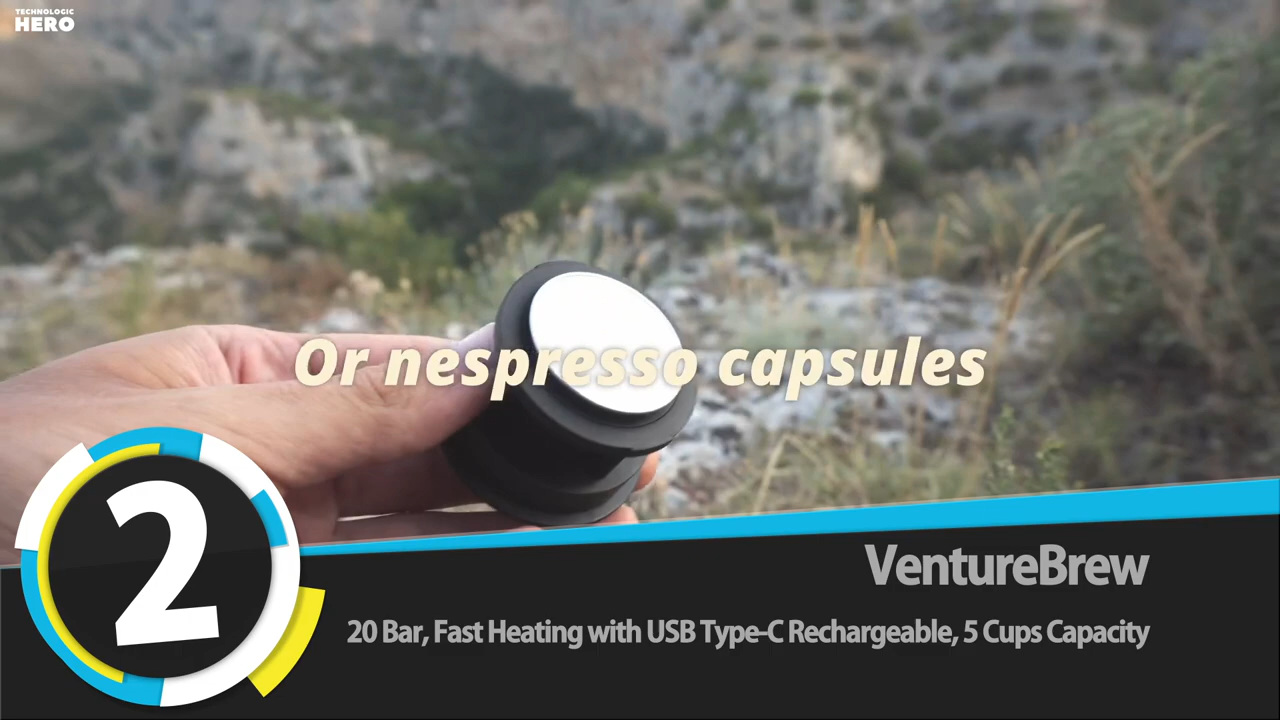 TECHNOLOGIC
HERO
Or nespresso capsules
2
VentureBrew
20 Bar, Fast Heating with USB Type-C Rechargeable, 5 Cups Capacity